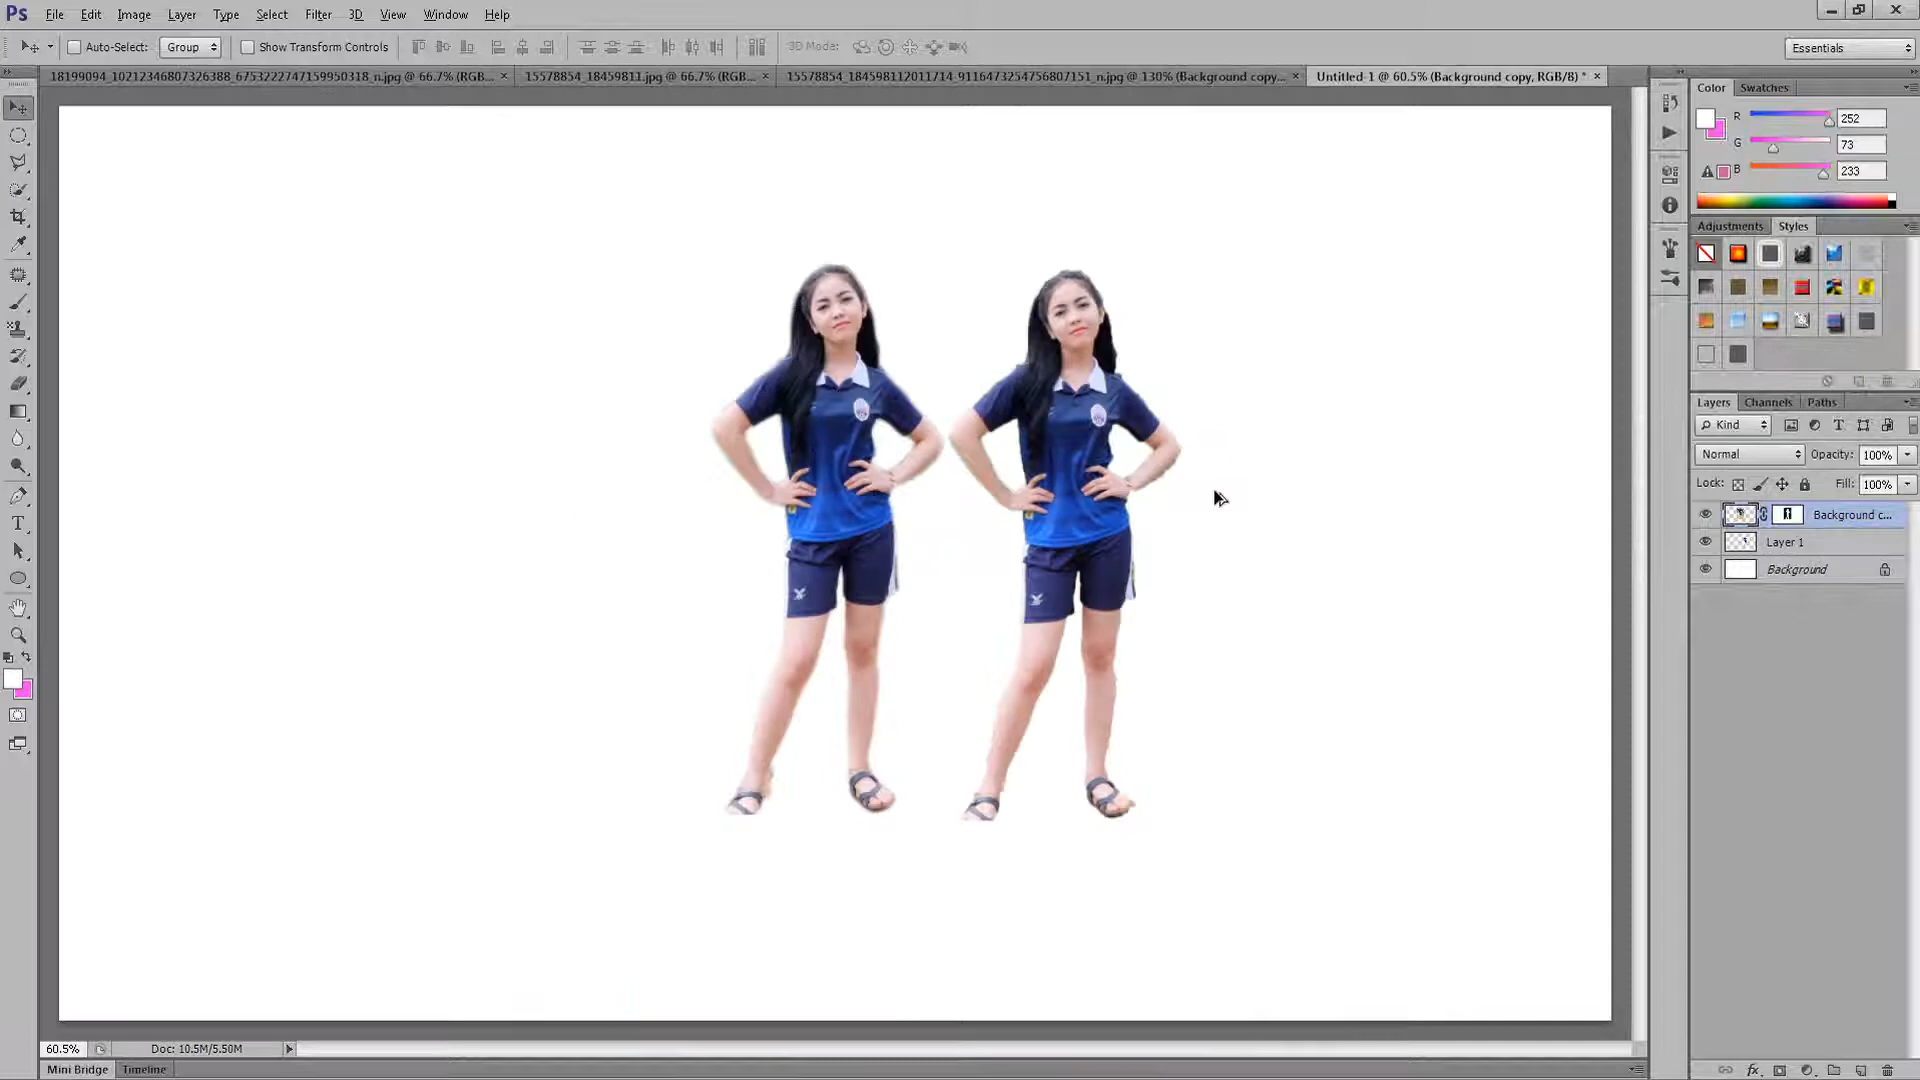 Ps File Edit Image Layer Type Select Filter 3D View Window Help
Auto-Select: Group Show Transform Controls 3D Mode: Essentials
18199094_10212346807326388_6753222747159950318_n.jpg @ 66.7% (RGB... × 15578854_18459811.jpg @ 66.7% (RGB... × 15578854_184598112011714-9116473254756807151_n.jpg @ 130% (Background copy... × Untitled-1 @ 60.5% (Background copy, RGB/8) * ×
Color Swatches
R 252
G 73
B 233
Adjustments Styles
Layers Channels Paths
Kind
Normal Opacity: 100%
Lock: Fill: 100%
Background c...
Layer 1
Background
60.5% Doc: 10.5M/5.50M
Mini Bridge Timeline